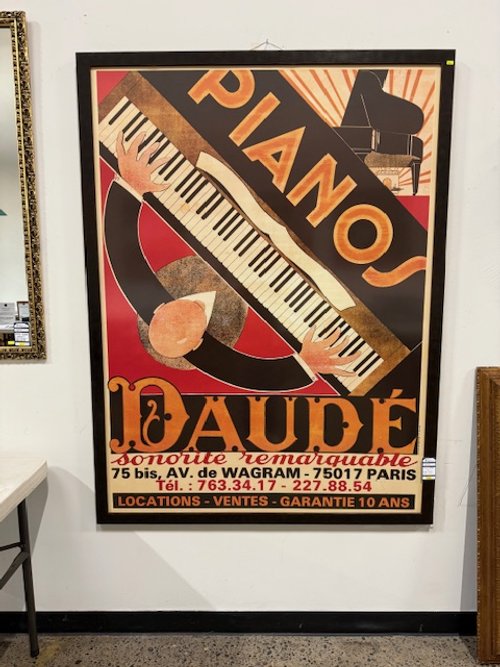 PIANOS
DAUDÉ
sonorité remarquable
75 bis, AV. de WAGRAM - 75017 PARIS
Tél. : 763.34.17 - 227.88.54
LOCATIONS - VENTES - GARANTIE 10 ANS